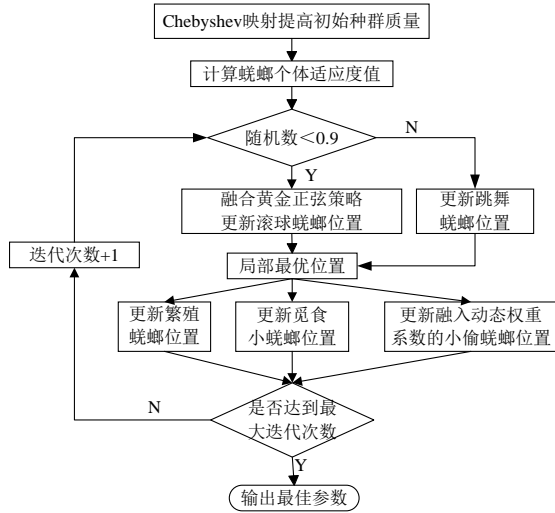 Chebyshev映射提高初始种群质量
计算蜣螂个体适应度值
随机数＜0.9
N
Y
融合黄金正弦策略
更新滚球蜣螂位置
更新跳舞
蜣螂位置
迭代次数+1
局部最优位置
更新繁殖
蜣螂位置
更新觅食
小蜣螂位置
更新融入动态权重
系数的小偷蜣螂位置
N
是否达到最
大迭代次数
Y
输出最佳参数